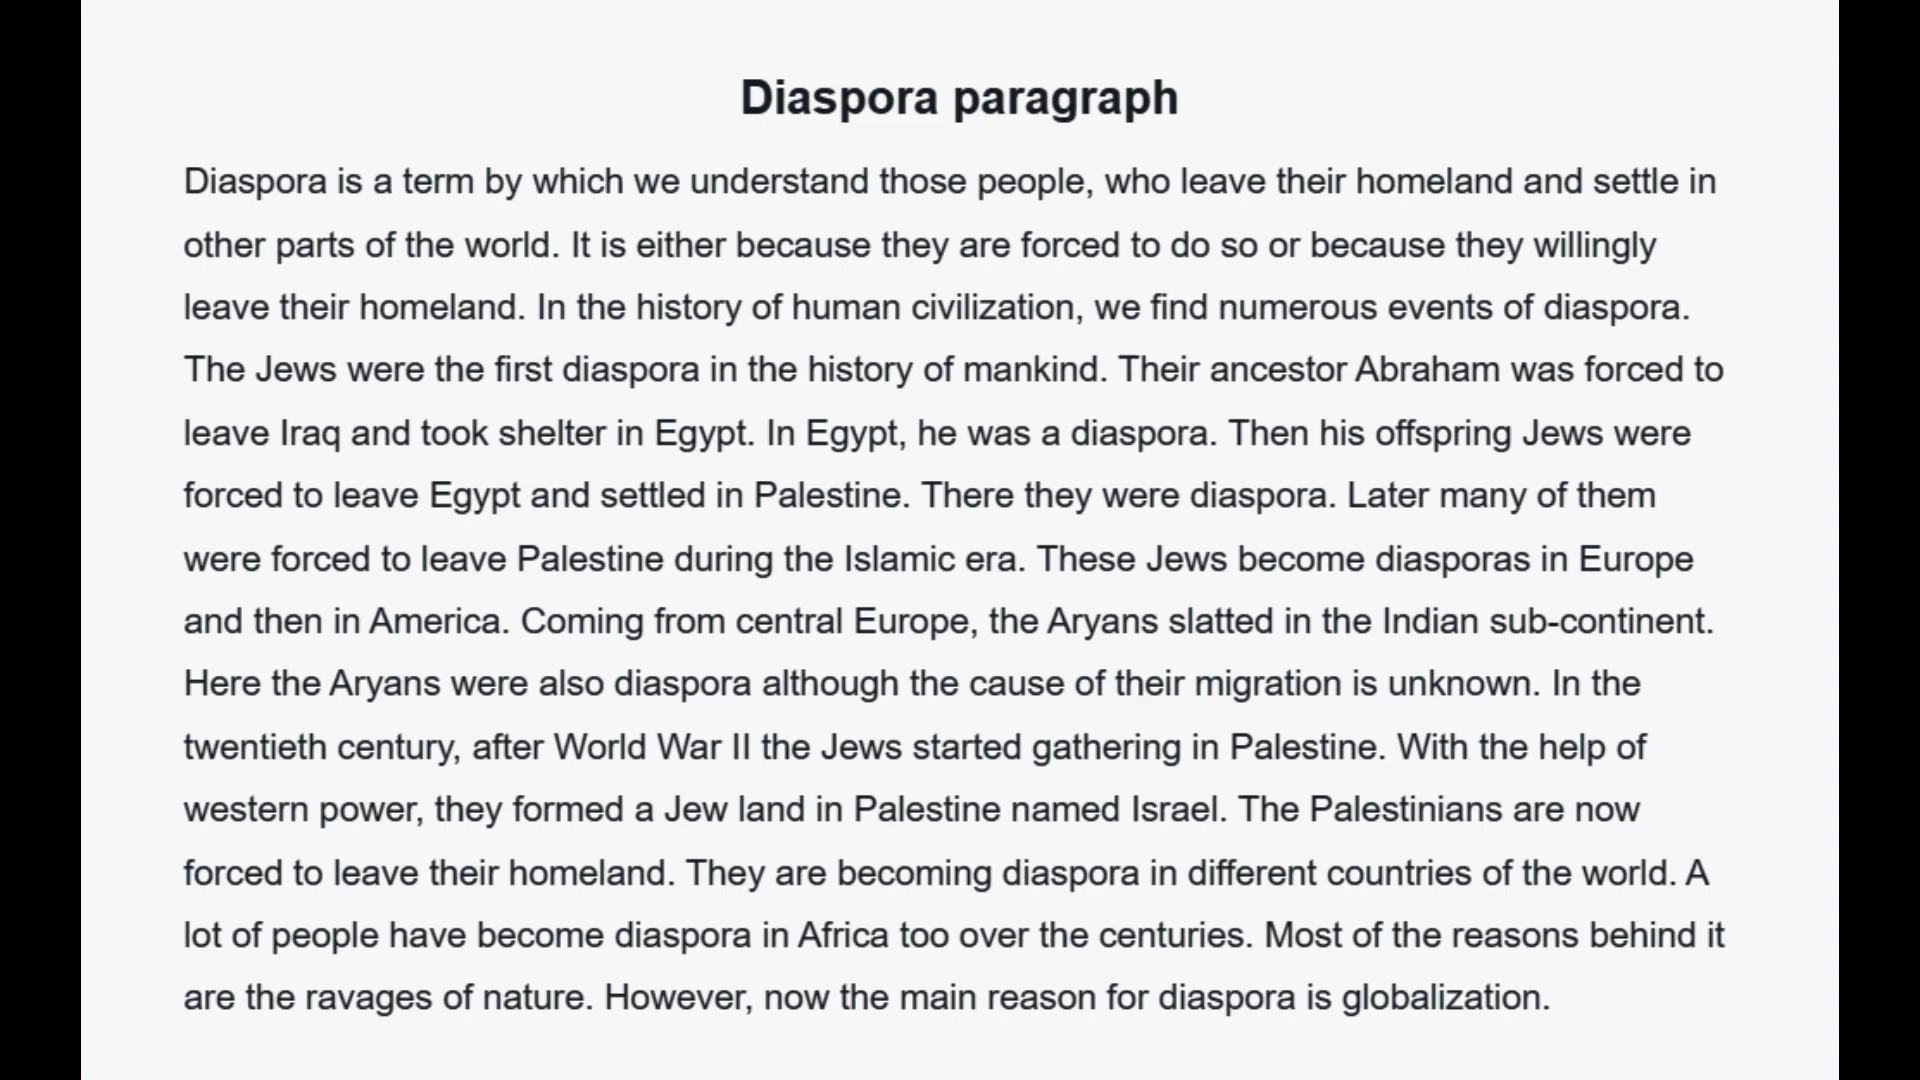 Diaspora paragraph
Diaspora is a term by which we understand those people, who leave their homeland and settle in
other parts of the world. It is either because they are forced to do so or because they willingly
leave their homeland. In the history of human civilization, we find numerous events of diaspora.
The Jews were the first diaspora in the history of mankind. Their ancestor Abraham was forced to
leave Iraq and took shelter in Egypt. In Egypt, he was a diaspora. Then his offspring Jews were
forced to leave Egypt and settled in Palestine. There they were diaspora. Later many of them
were forced to leave Palestine during the Islamic era. These Jews become diasporas in Europe
and then in America. Coming from central Europe, the Aryans slatted in the Indian sub-continent.
Here the Aryans were also diaspora although the cause of their migration is unknown. In the
twentieth century, after World War II the Jews started gathering in Palestine. With the help of
western power, they formed a Jew land in Palestine named Israel. The Palestinians are now
forced to leave their homeland. They are becoming diaspora in different countries of the world. A
lot of people have become diaspora in Africa too over the centuries. Most of the reasons behind it
are the ravages of nature. However, now the main reason for diaspora is globalization.